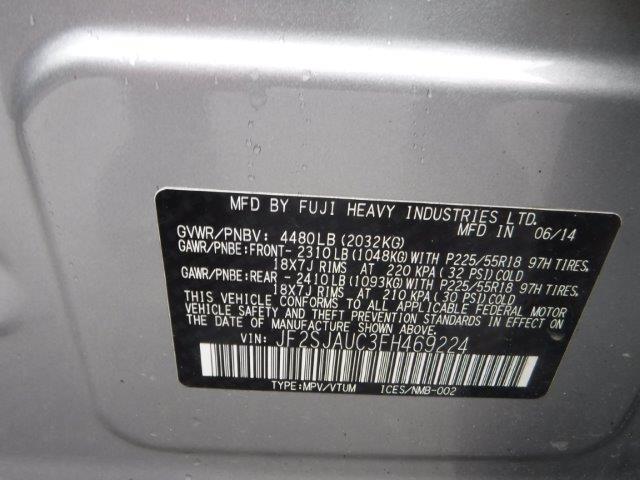 MFD BY FUJI HEAVY INDUSTRIES LTD.
MFD IN 06/14
GVWR/PNBV: 4480LB(2032KG)
GAWR/PNBE:FRONT- 2310LB(1048KG)WITH P225/55R18 97H TIRES,
18X7J RIMS AT 220 KPA(32 PSI)COLD
GAWR/PNBE:REAR -2410LB(1093KG)WITH P225/55R18 97H TIRES,
18X7J RIMS AT 210 KPA(30 PSI)COLD
THIS VEHICLE CONFORMS TO ALL APPLICABLE FEDERAL MOTOR
VEHICLE SAFETY AND THEFT PREVENTION STANDARDS IN EFFECT ON
THE DATE OF MANUFACTURE SHOWN ABOVE.
VIN: JF2SJAUC3FH469224
TYPE:MPV/VTUM ICES/NMB-002